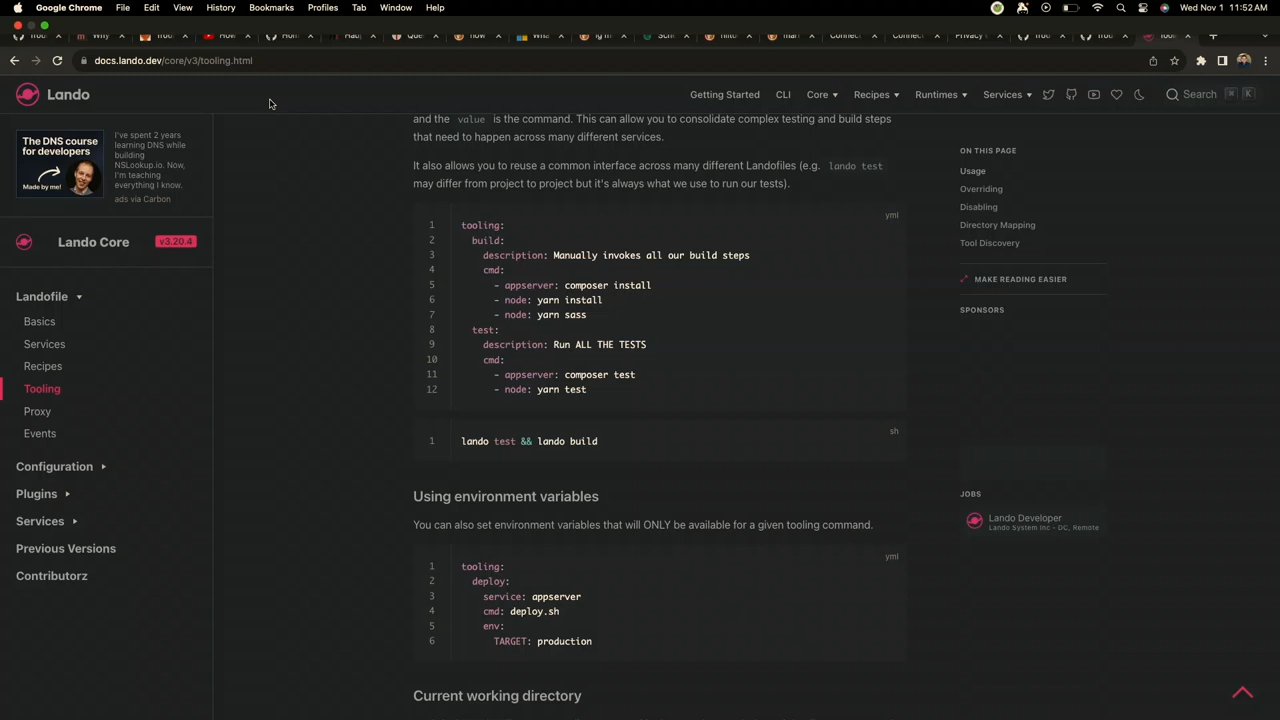 Google Chrome File Edit View History Bookmarks Profiles Tab Window Help Wed Nov 1 11:52 AM
docs.lando.dev/core/v3/tooling.html
Lando Getting Started CLI Core Recipes Runtimes Services Search ⌘ K
The DNS course
for developers
Made by me!
I've spent 2 years
learning DNS while
building
NSLookup.io. Now,
I'm teaching
everything I know.
ads via Carbon
Lando Core v3.20.4
Landofile
Basics
Services
Recipes
Tooling
Proxy
Events
Configuration
Plugins
Services
Previous Versions
Contributorz
and the value is the command. This can allow you to consolidate complex testing and build steps
that need to happen across many different services.
It also allows you to reuse a common interface across many different Landofiles (e.g. lando test
may differ from project to project but it's always what we use to run our tests).
yml
1 tooling:
2 build:
3 description: Manually invokes all our build steps
4 cmd:
5 - appserver: composer install
6 - node: yarn install
7 - node: yarn sass
8 test:
9 description: Run ALL THE TESTS
10 cmd:
11 - appserver: composer test
12 - node: yarn test
sh
1 lando test && lando build
Using environment variables
You can also set environment variables that will ONLY be available for a given tooling command.
yml
1 tooling:
2 deploy:
3 service: appserver
4 cmd: deploy.sh
5 env:
6 TARGET: production
Current working directory
ON THIS PAGE
Usage
Overriding
Disabling
Directory Mapping
Tool Discovery
MAKE READING EASIER
SPONSORS
JOBS
Lando Developer
Lando System Inc - DC, Remote